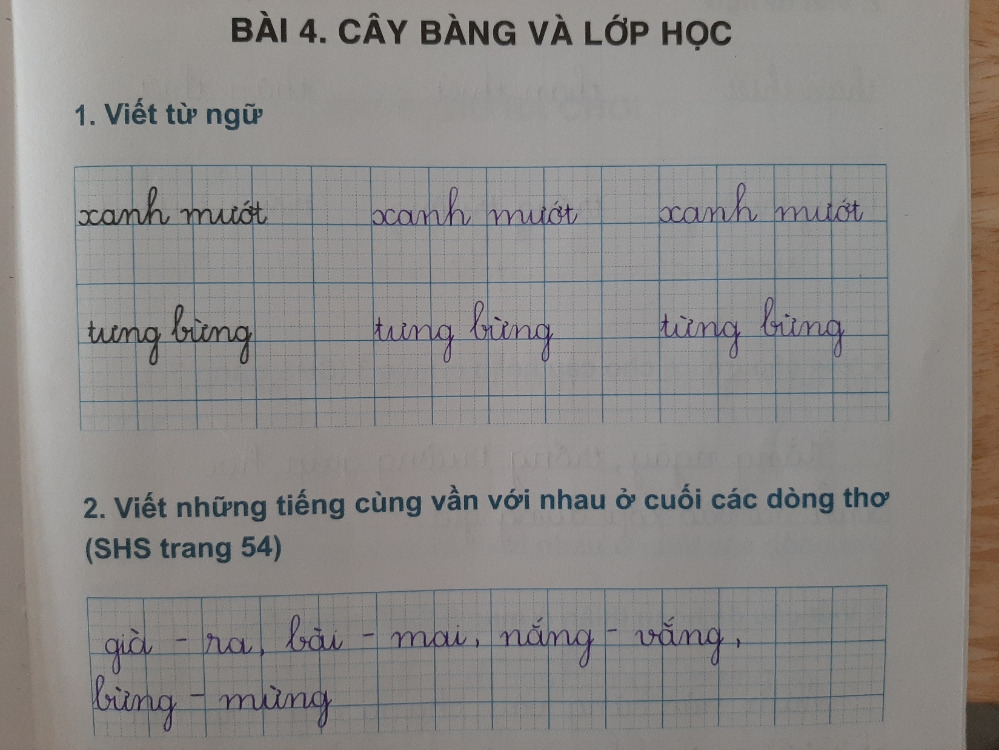 BÀI 4. CÂY BÀNG VÀ LỚP HỌC
1. Viết từ ngữ
xanh mướt xanh mướt xanh mướt
tưng bừng tưng bừng từng bừng
2. Viết những tiếng cùng vần với nhau ở cuối các dòng thơ
(SHS trang 54)
già - ra, bài - mai, nắng - vắng,
bừng - mừng